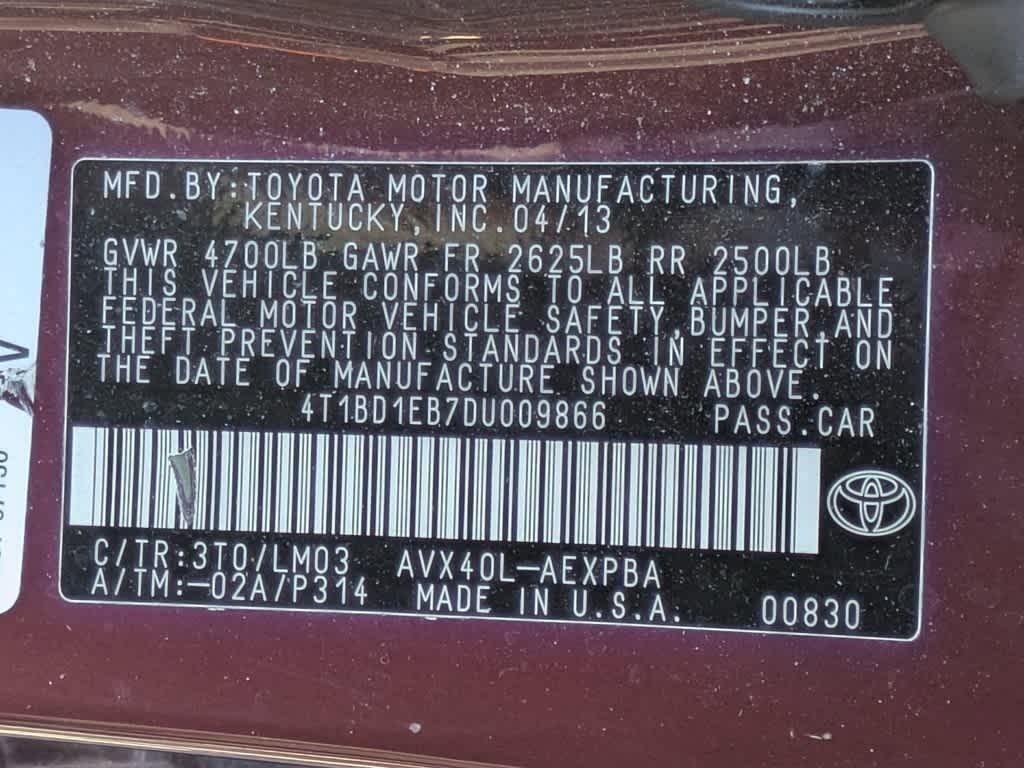 MFD.BY:TOYOTA MOTOR MANUFACTURING,
KENTUCKY,INC.04/13
GVWR 4700LB GAWR FR 2625LB RR 2500LB
THIS VEHICLE CONFORMS TO ALL APPLICABLE
FEDERAL MOTOR VEHICLE SAFETY,BUMPER,AND
THEFT PREVENTION STANDARDS IN EFFECT ON
THE DATE OF MANUFACTURE SHOWN ABOVE.
4T1BD1EB7DU009866 PASS.CAR
C/TR:3T0/LM03 AVX40L-AEXPBA
A/TM:-02A/P314 MADE IN U.S.A. 00830